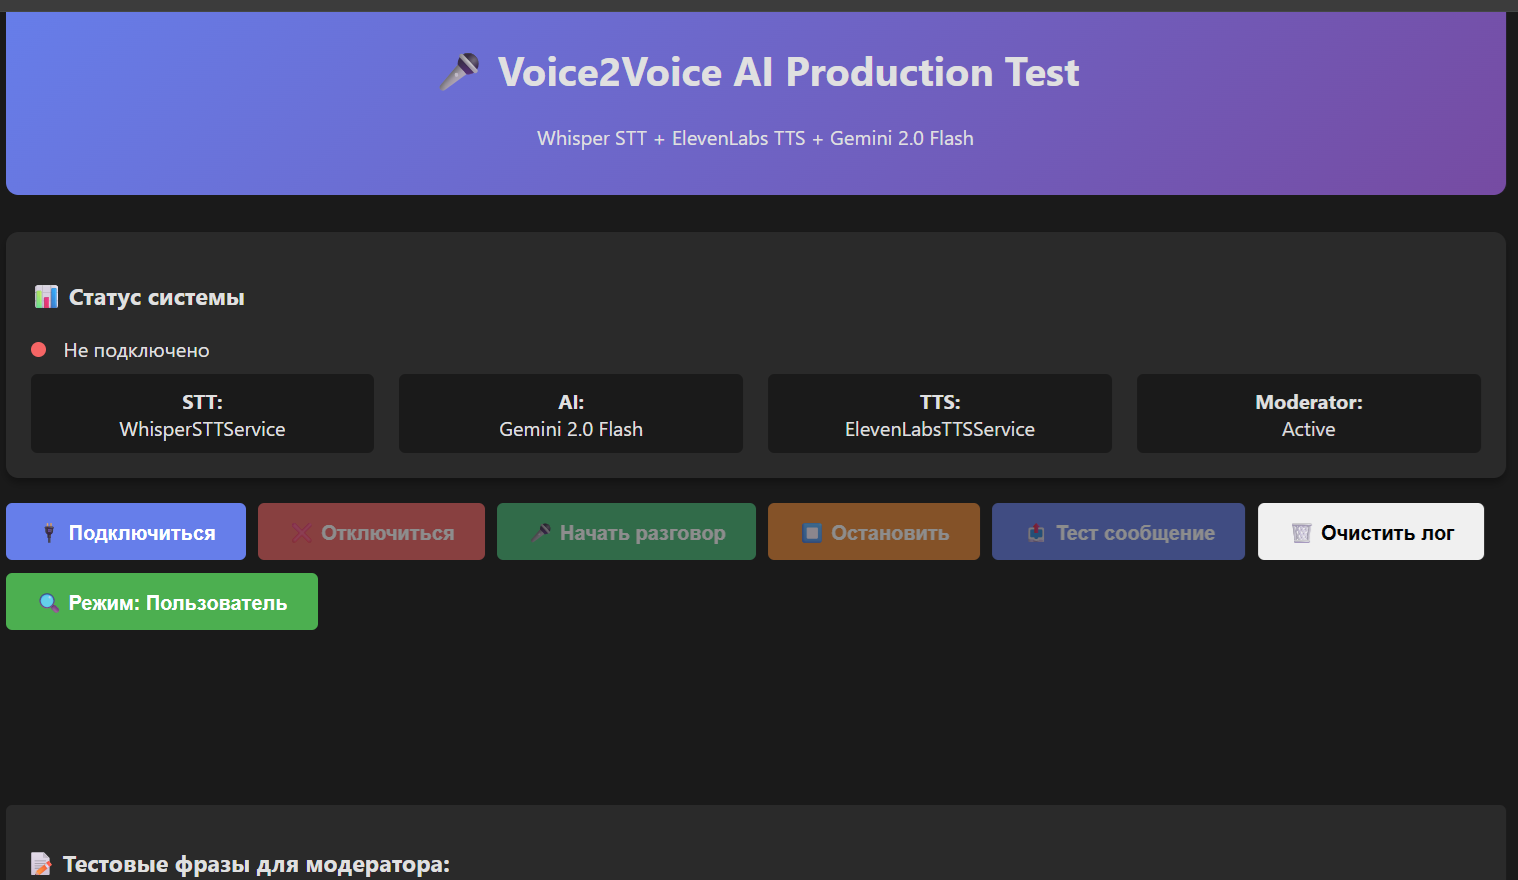 Voice2Voice AI Production Test
Whisper STT + ElevenLabs TTS + Gemini 2.0 Flash
Статус системы
Не подключено
STT:
WhisperSTTService
AI:
Gemini 2.0 Flash
TTS:
ElevenLabsTTSService
Moderator:
Active
Подключиться
Отключиться
Начать разговор
Остановить
Тест сообщение
Очистить лог
Режим: Пользователь
Тестовые фразы для модератора: